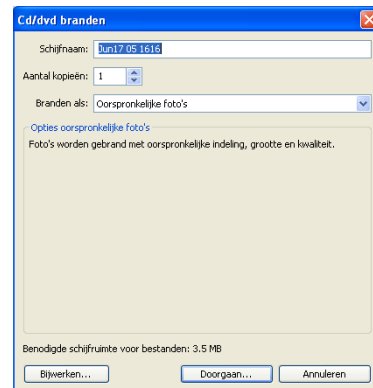 Cd/dvd branden
Schijfnaam: Jun17 05 1616
Aantal kopieën: 1
Branden als: Oorspronkelijke foto's
Opties oorspronkelijke foto's
Foto's worden gebrand met oorspronkelijke indeling, grootte en kwaliteit.
Benodigde schijfruimte voor bestanden: 3.5 MB
Bijwerken... Doorgaan... Annuleren